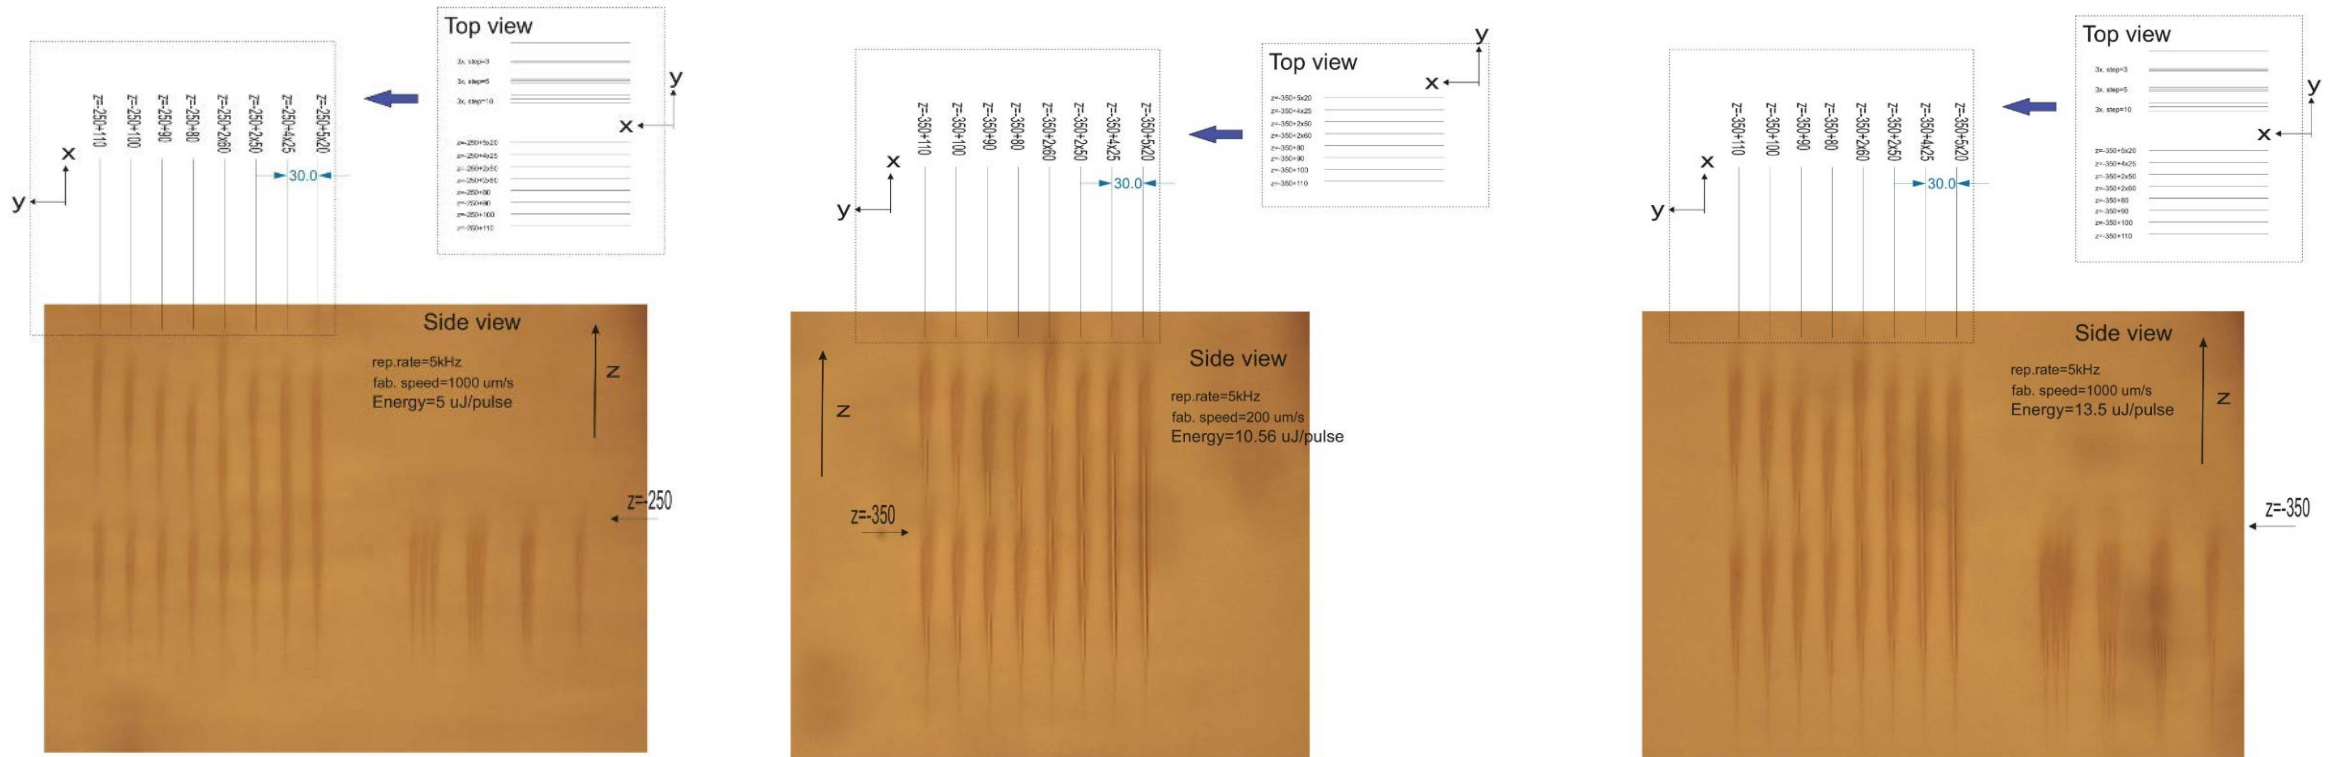 Top view
3x, step=3
3x, step=5
3x, step=10
z=-250+5x20
z=-250+4x25
z=-250+2x50
z=-250+2x60
z=-250+80
z=-250+90
z=-250+100
z=-250+110
y
x
z=-250+110
z=-250+100
z=-250+90
z=-250+80
z=-250+2x60
z=-250+2x50
z=-250+4x25
z=-250+5x20
x
y
30.0
Side view
rep.rate=5kHz
fab. speed=1000 um/s
Energy=5 uJ/pulse
z
z=-250
Top view
y
x
z=-350+5x20
z=-350+4x25
z=-350+2x50
z=-350+2x60
z=-350+80
z=-350+90
z=-350+100
z=-350+110
z=-350+110
z=-350+100
z=-350+90
z=-350+80
z=-350+2x60
z=-350+2x50
z=-350+4x25
z=-350+5x20
x
y
30.0
Side view
rep.rate=5kHz
fab. speed=200 um/s
Energy=10.56 uJ/pulse
z
z=-350
Top view
3x, step=3
3x, step=5
3x, step=10
z=-350+5x20
z=-350+4x25
z=-350+2x50
z=-350+2x60
z=-350+80
z=-350+90
z=-350+100
z=-350+110
y
x
z=-350+110
z=-350+100
z=-350+90
z=-350+80
z=-350+2x60
z=-350+2x50
z=-350+4x25
z=-350+5x20
x
y
30.0
Side view
rep.rate=5kHz
fab. speed=1000 um/s
Energy=13.5 uJ/pulse
z
z=-350